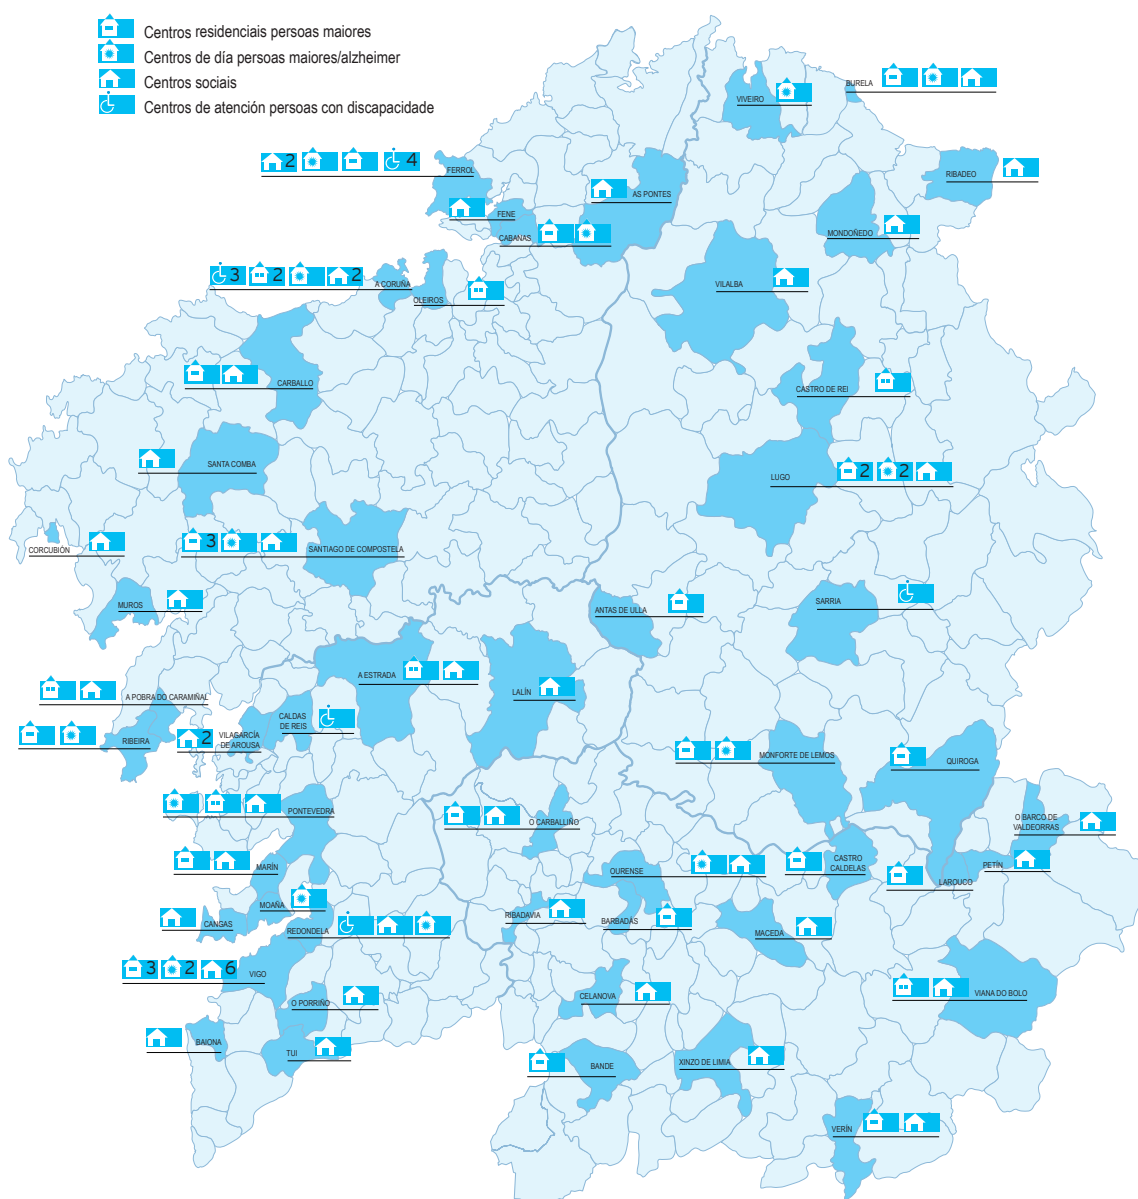 Centros residenciais persoas maiores
Centros de día persoas maiores/alzheimer
Centros sociais
Centros de atención persoas con discapacidade
VIVEIRO
BURELA
2 4
FERROL
RIBADEO
AS PONTES
FENE
CABANAS
MONDOÑEDO
3 2 2
A CORUÑA
OLEIROS
VILALBA
CARBALLO
CASTRO DE REI
SANTA COMBA
LUGO
2 2
CORCUBIÓN
3
SANTIAGO DE COMPOSTELA
MUROS
ANTAS DE ULLA
SARRIA
A ESTRADA
LALÍN
A POBRA DO CARAMIÑAL
RIBEIRA
2
VILAGARCÍA
DE AROUSA
CALDAS
DE REIS
MONFORTE DE LEMOS
QUIROGA
PONTEVEDRA
O CARBALLIÑO
O BARCO DE
VALDEORRAS
MARÍN
OURENSE
CASTRO
CALDELAS
LAROUCO
PETÍN
MOAÑA
CANGAS
REDONDELA
RIBADAVIA
BARBADÁS
MACEDA
3 2 6
VIGO
O PORRIÑO
CELANOVA
VIANA DO BOLO
BAIONA
TUI
BANDE
XINZO DE LIMIA
VERÍN